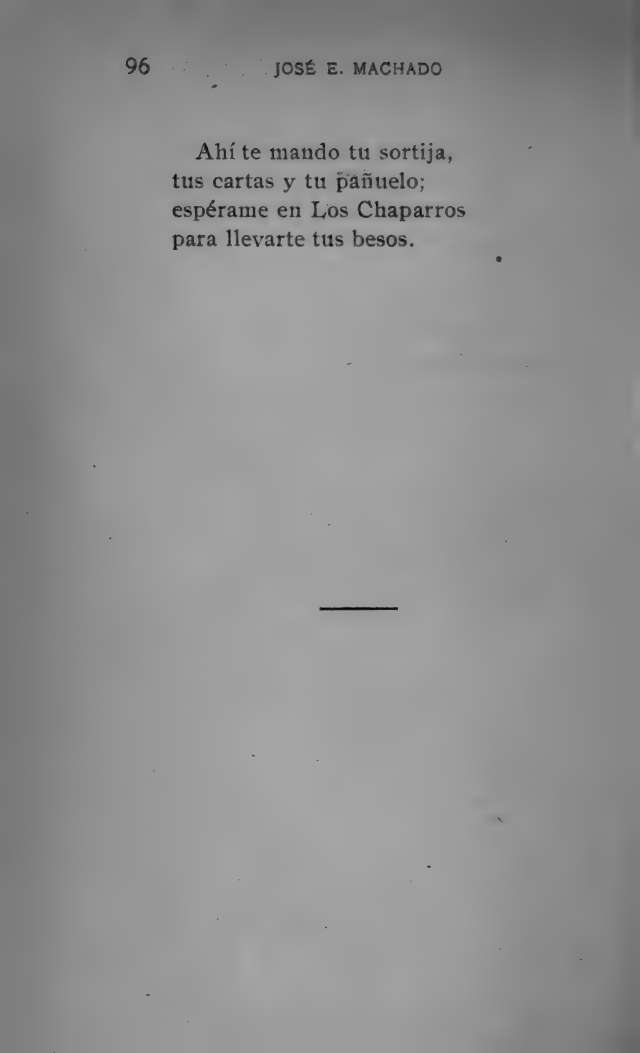 96 JOSÉ E. MACHADO
Ahí te mando tu sortija,
tus cartas y tu pañuelo;
espérame en Los Chaparros
para llevarte tus besos.